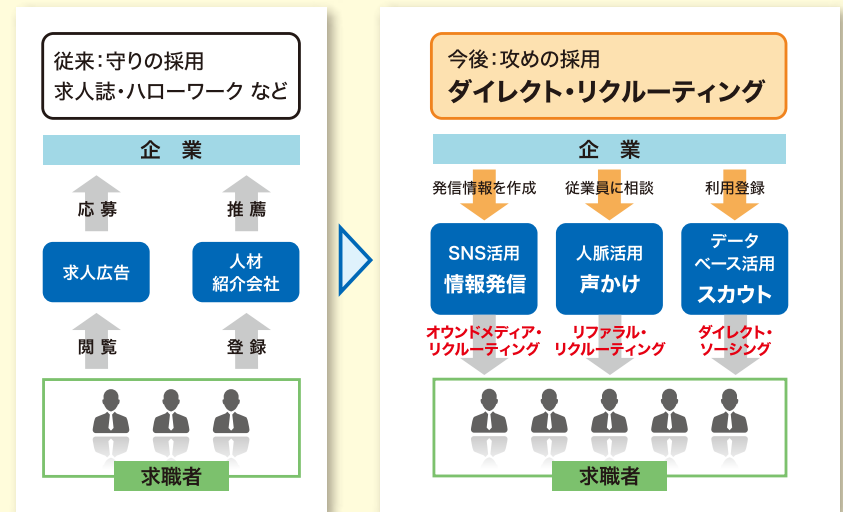 従来:守りの採用
求人誌・ハローワーク など
企 業
応 募
推 薦
求人広告
人材
紹介会社
閲 覧
登 録
求職者
今後:攻めの採用
ダイレクト・リクルーティング
企 業
発信情報を作成
従業員に相談
利用登録
SNS活用
情報発信
人脈活用
声かけ
データ
ベース活用
スカウト
オウンドメディア・
リクルーティング
リファラル・
リクルーティング
ダイレクト・
ソーシング
求職者